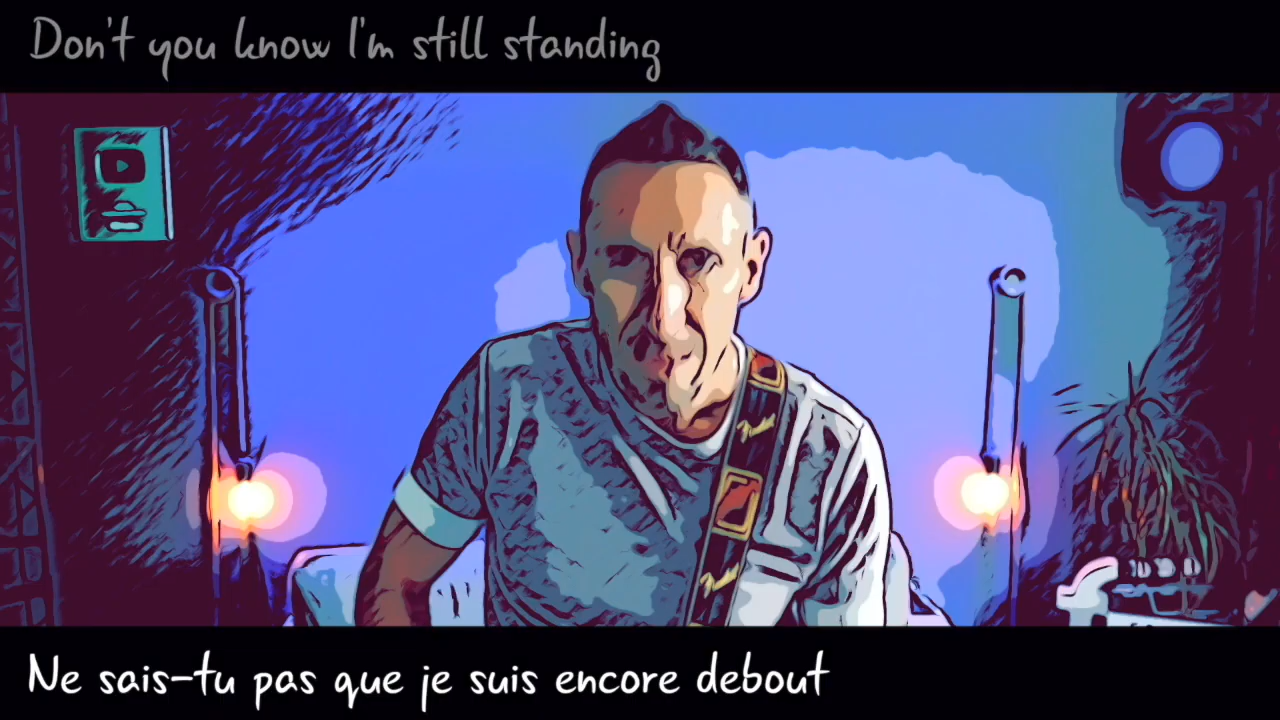 Don't you know I'm still standing
Ne sais-tu pas que je suis encore debout